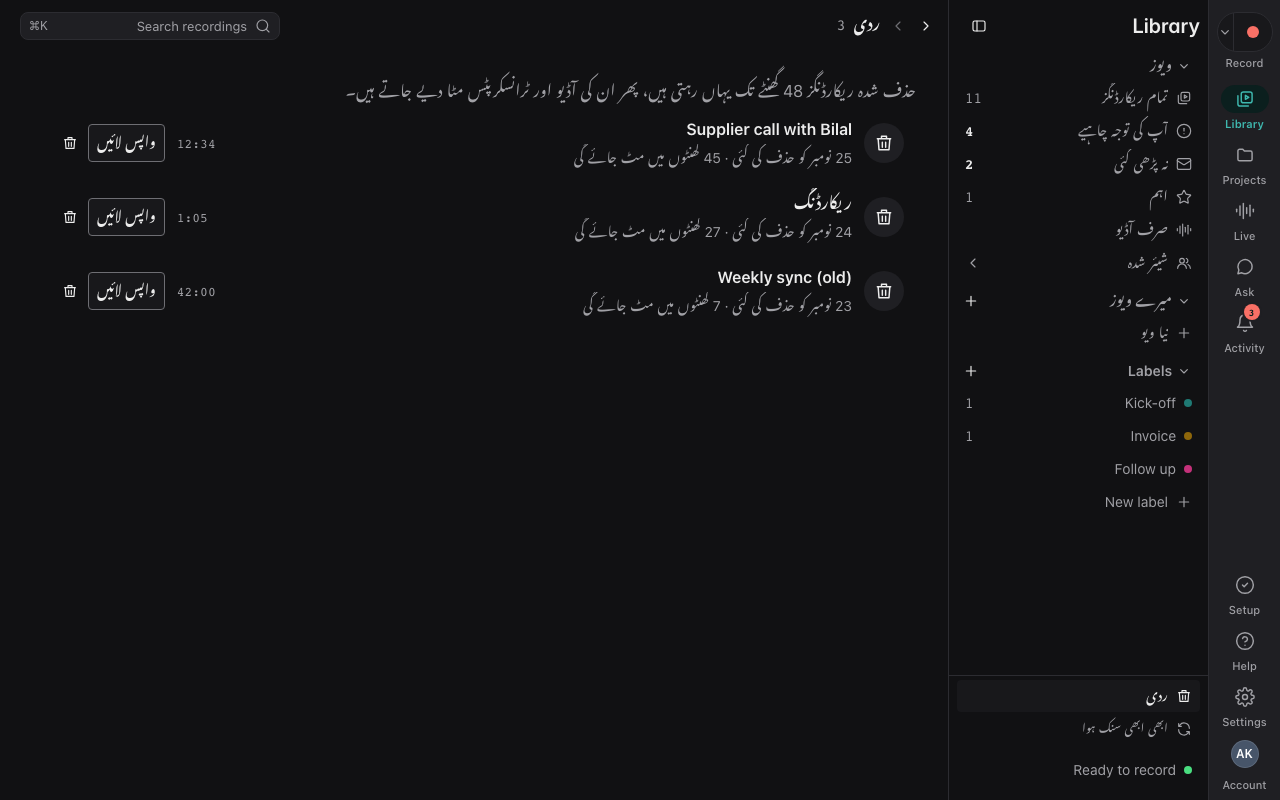 Record
Library
Projects
Live
Ask
3
Activity
Setup
Help
Settings
AK
Account
Library
ویوز
تمام ریکارڈنگز 11
آپ کی توجہ چاہیے 4
نہ پڑھی گئی 2
اہم 1
صرف آڈیو
شیئر شدہ
میرے ویوز
نیا ویو
Labels
Kick-off 1
Invoice 1
Follow up
New label
ردی
ابھی ابھی سنک ہوا
Ready to record
ردی 3
Search recordings ⌘K
حذف شدہ ریکارڈنگز 48 گھنٹے تک یہاں رہتی ہیں، پھر ان کی آڈیو اور ٹرانسکرپٹس مٹا دیے جاتے ہیں۔
Supplier call with Bilal
25 نومبر کو حذف کی گئی · 45 گھنٹوں میں مٹ جائے گی
12:34 واپس لائیں
ریکارڈنگ
24 نومبر کو حذف کی گئی · 27 گھنٹوں میں مٹ جائے گی
1:05 واپس لائیں
Weekly sync (old)
23 نومبر کو حذف کی گئی · 7 گھنٹوں میں مٹ جائے گی
42:00 واپس لائیں